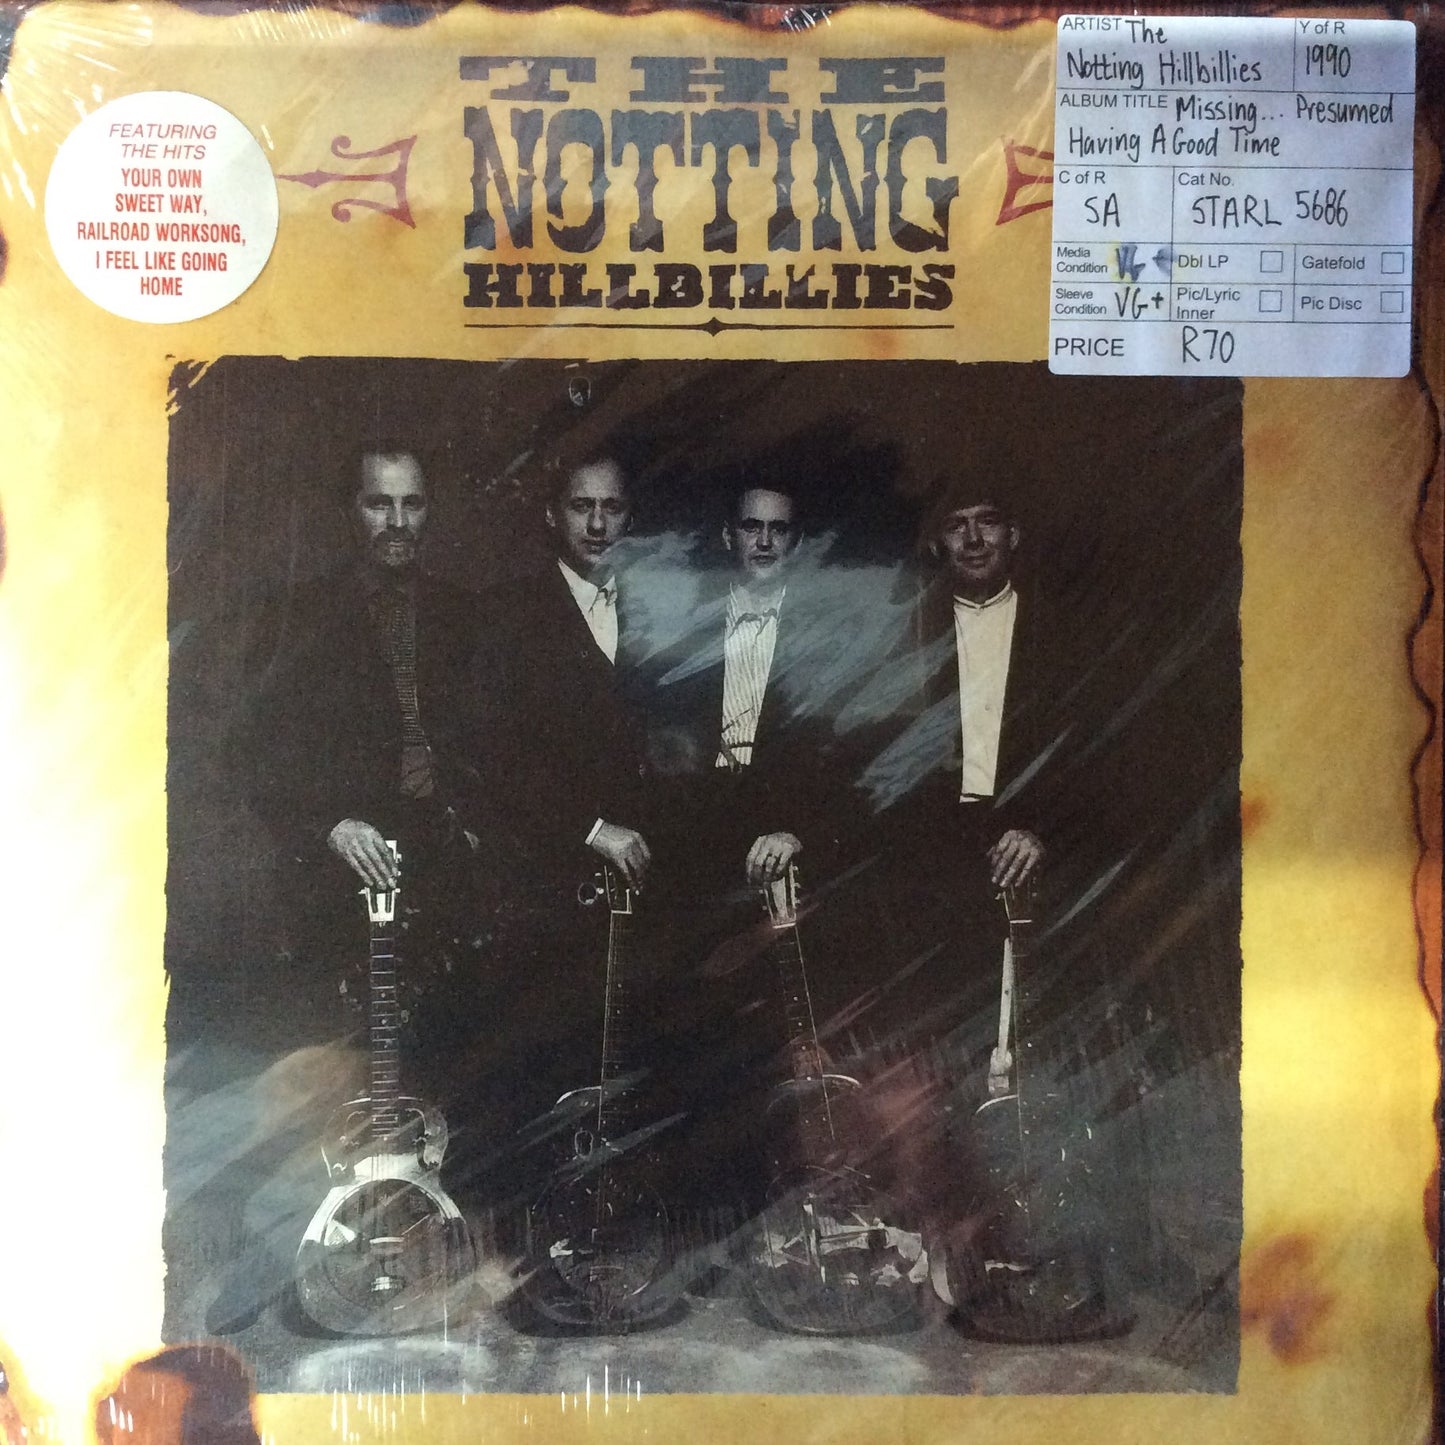 THE
NOTTING
HILLBILLIES
FEATURING
THE HITS
YOUR OWN
SWEET WAY,
RAILROAD WORKSONG,
I FEEL LIKE GOING
HOME
ARTIST The
Notting Hillbillies
Y of R
1990
ALBUM TITLE Missing... Presumed
Having A Good Time
C of R
SA
Cat No.
STARL 5686
Media
Condition VG+
Dbl LP
Gatefold
Sleeve
Condition VG+
Pic/Lyric
Inner
Pic Disc
PRICE R70